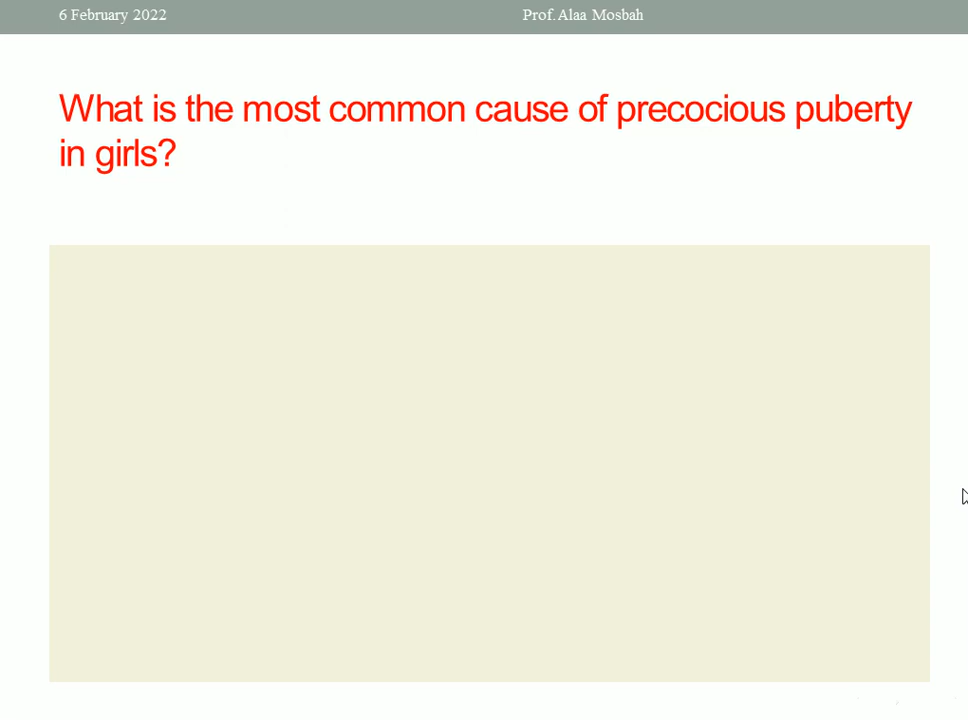 6 February 2022 Prof. Alaa Mosbah
What is the most common cause of precocious puberty
in girls?